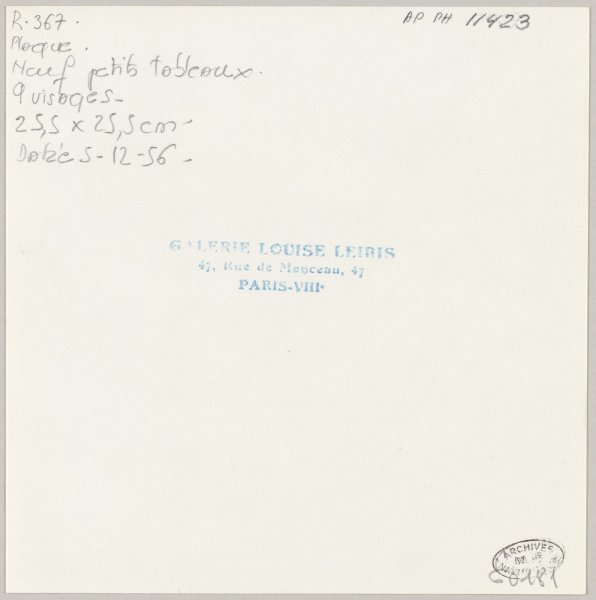 R. 367.
AP PH 11423
Plaque.
Neuf petits tableaux.
9 visages-
25,5 x 25,5 cm-
Datée 5-12-56-
GALERIE LOUISE LEIRIS
47, Rue de Monceau, 47
PARIS-VIIIe
ARCHIVES